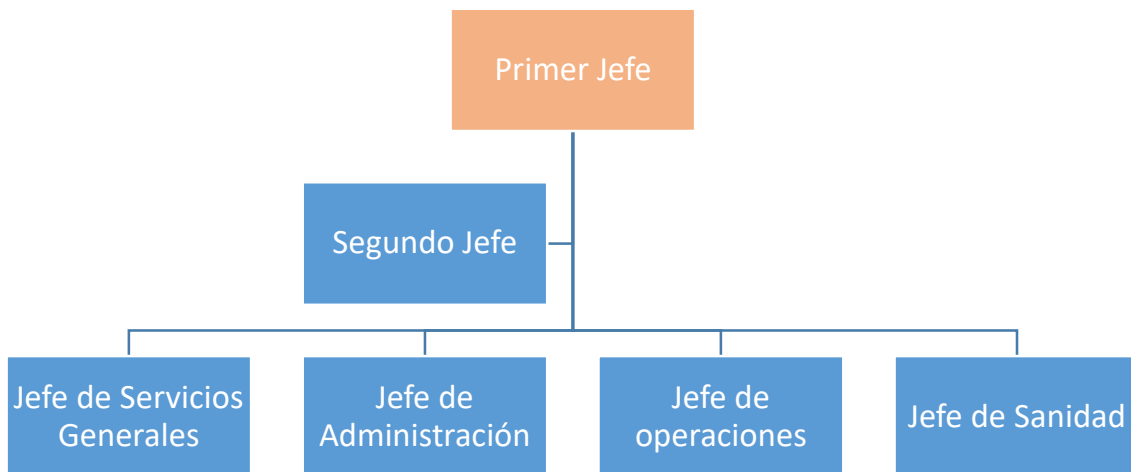 Primer Jefe
Segundo Jefe
Jefe de Servicios
Generales
Jefe de
Administración
Jefe de
operaciones
Jefe de Sanidad